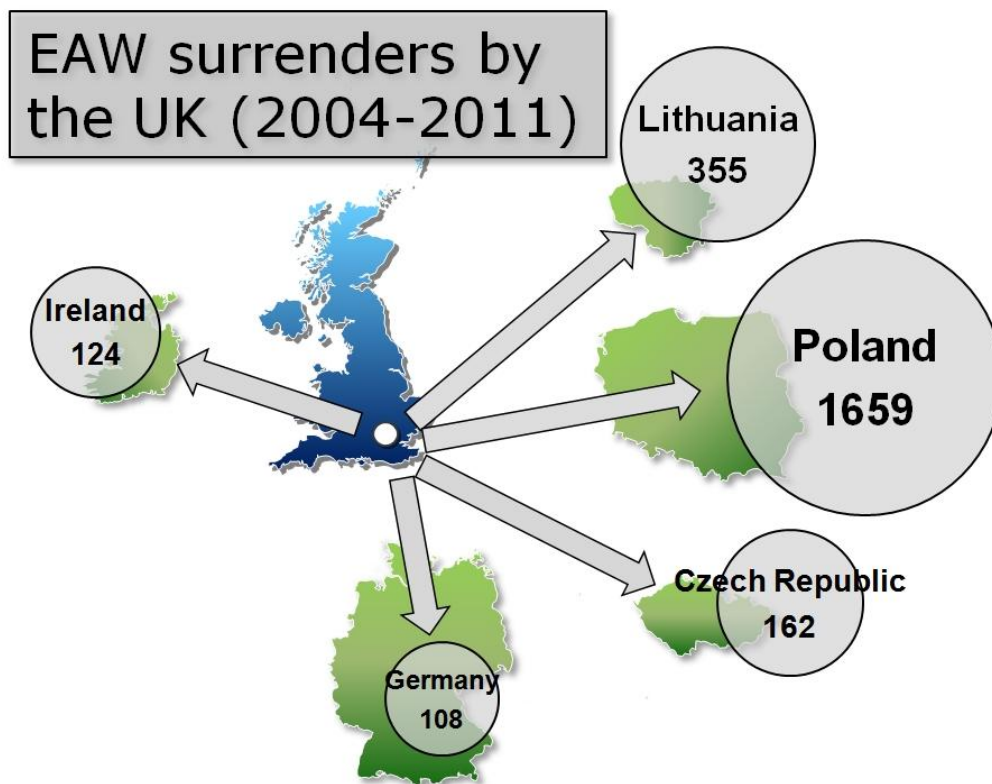 EAW surrenders by
the UK (2004-2011)
Lithuania
355
Ireland
124
Poland
1659
Czech Republic
162
Germany
108